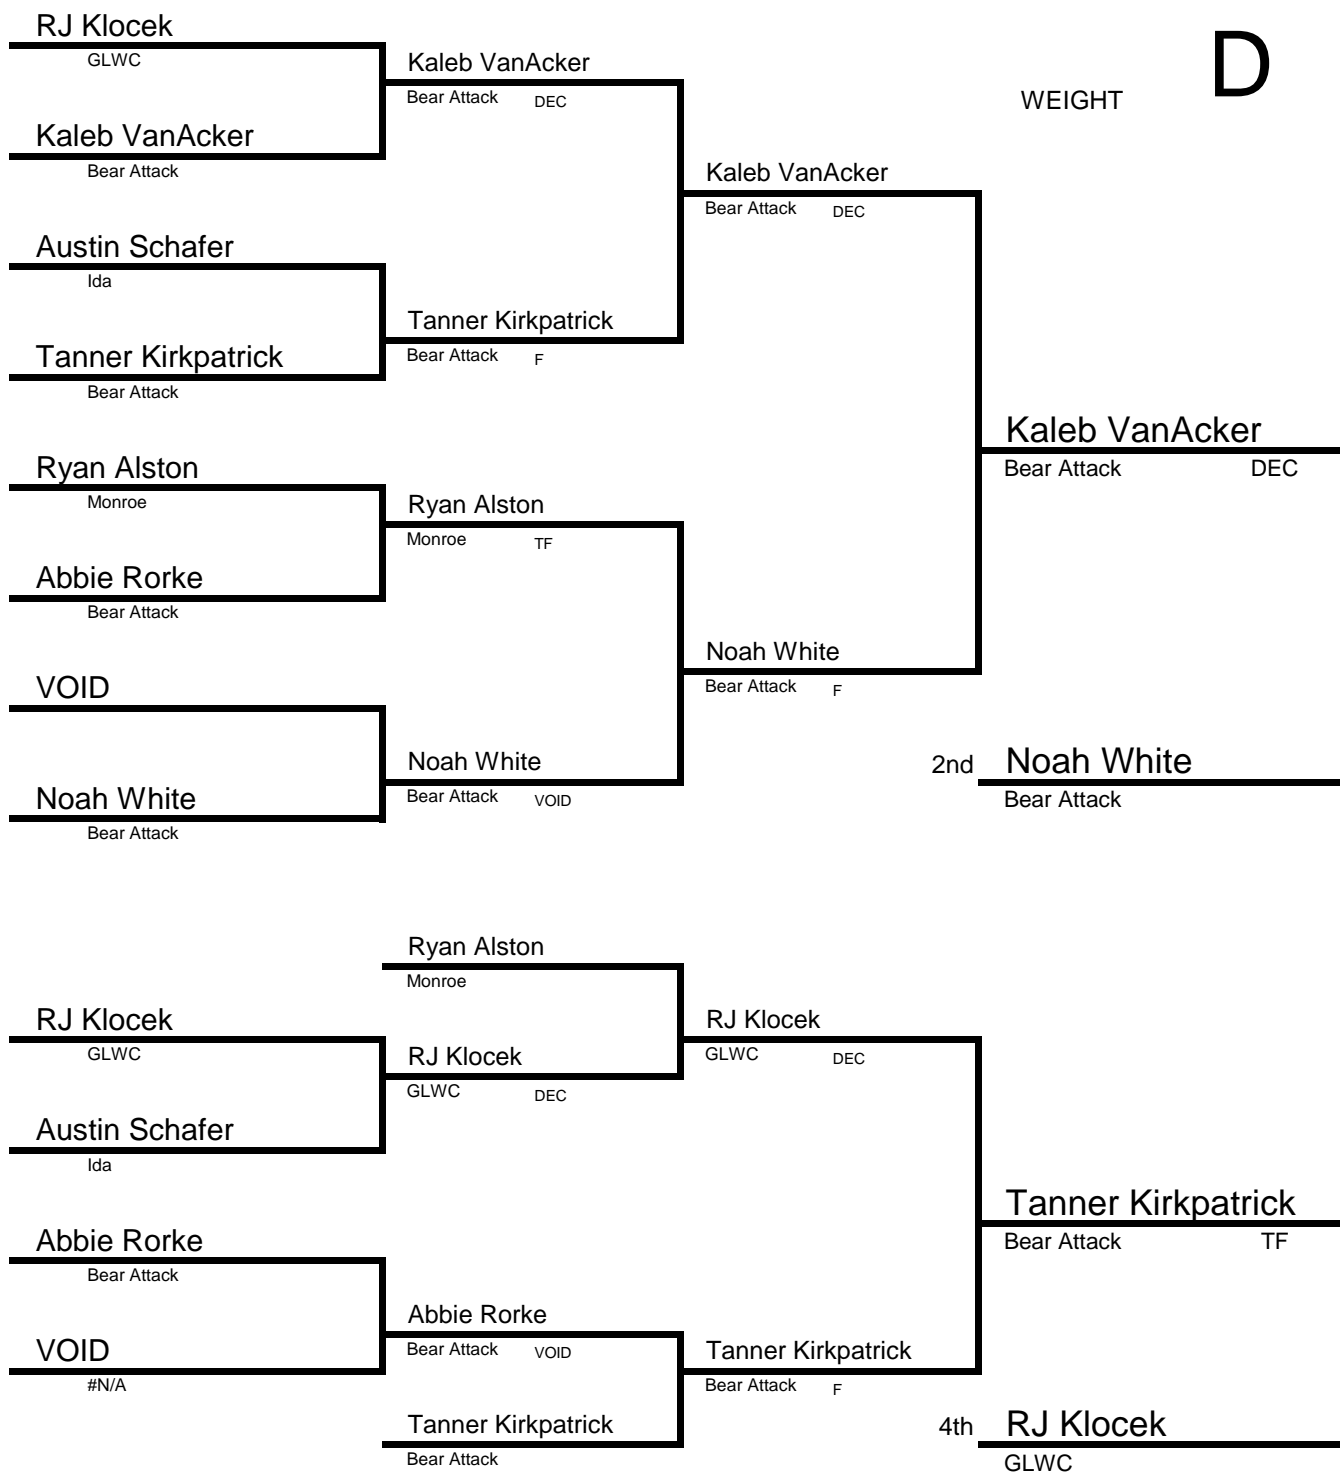 RJ Klocek
GLWC
Kaleb VanAcker
Bear Attack DEC
D
WEIGHT
Kaleb VanAcker
Bear Attack
Kaleb VanAcker
Bear Attack DEC
Austin Schafer
Ida
Tanner Kirkpatrick
Bear Attack F
Tanner Kirkpatrick
Bear Attack
Kaleb VanAcker
Bear Attack DEC
Ryan Alston
Monroe
Ryan Alston
Monroe TF
Abbie Rorke
Bear Attack
Noah White
Bear Attack F
VOID
Noah White
Bear Attack VOID
2nd Noah White
Bear Attack
Noah White
Bear Attack
Ryan Alston
Monroe
RJ Klocek
GLWC
RJ Klocek
GLWC DEC
RJ Klocek
GLWC DEC
Austin Schafer
Ida
Tanner Kirkpatrick
Bear Attack TF
Abbie Rorke
Bear Attack
Abbie Rorke
Bear Attack VOID
VOID
#N/A
Tanner Kirkpatrick
Bear Attack F
Tanner Kirkpatrick
Bear Attack
4th RJ Klocek
GLWC